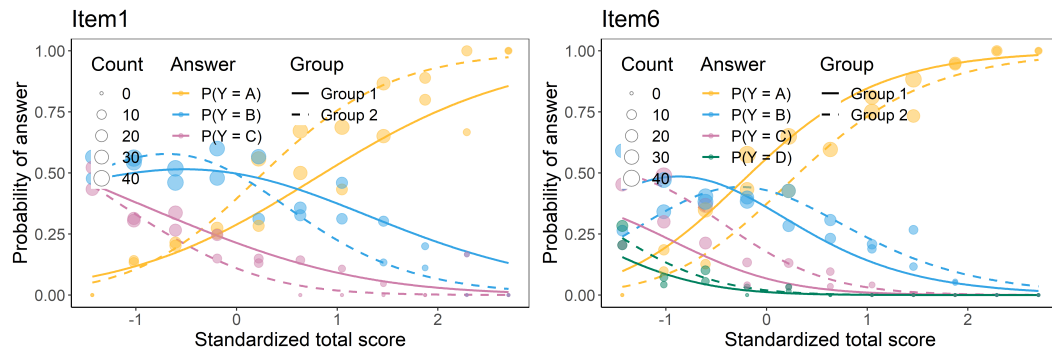 Item1
Count Answer Group
0 P(Y = A) Group 1
10 P(Y = B) Group 2
20 P(Y = C)
30
40
1.00
0.75
0.50
0.25
0.00
Probability of answer
-1 0 1 2
Standardized total score
Item6
Count Answer Group
0 P(Y = A) Group 1
10 P(Y = B) Group 2
20 P(Y = C)
30 P(Y = D)
40
1.00
0.75
0.50
0.25
0.00
Probability of answer
-1 0 1 2
Standardized total score